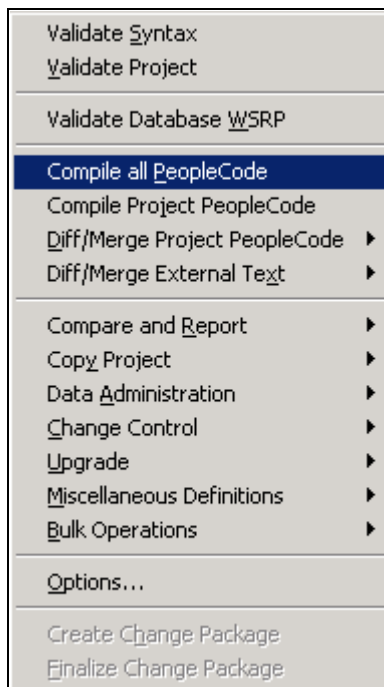 Validate Syntax
Validate Project
Validate Database WSRP
Compile all PeopleCode
Compile Project PeopleCode
Diff/Merge Project PeopleCode
Diff/Merge External Text
Compare and Report
Copy Project
Data Administration
Change Control
Upgrade
Miscellaneous Definitions
Bulk Operations
Options...
Create Change Package
Finalize Change Package